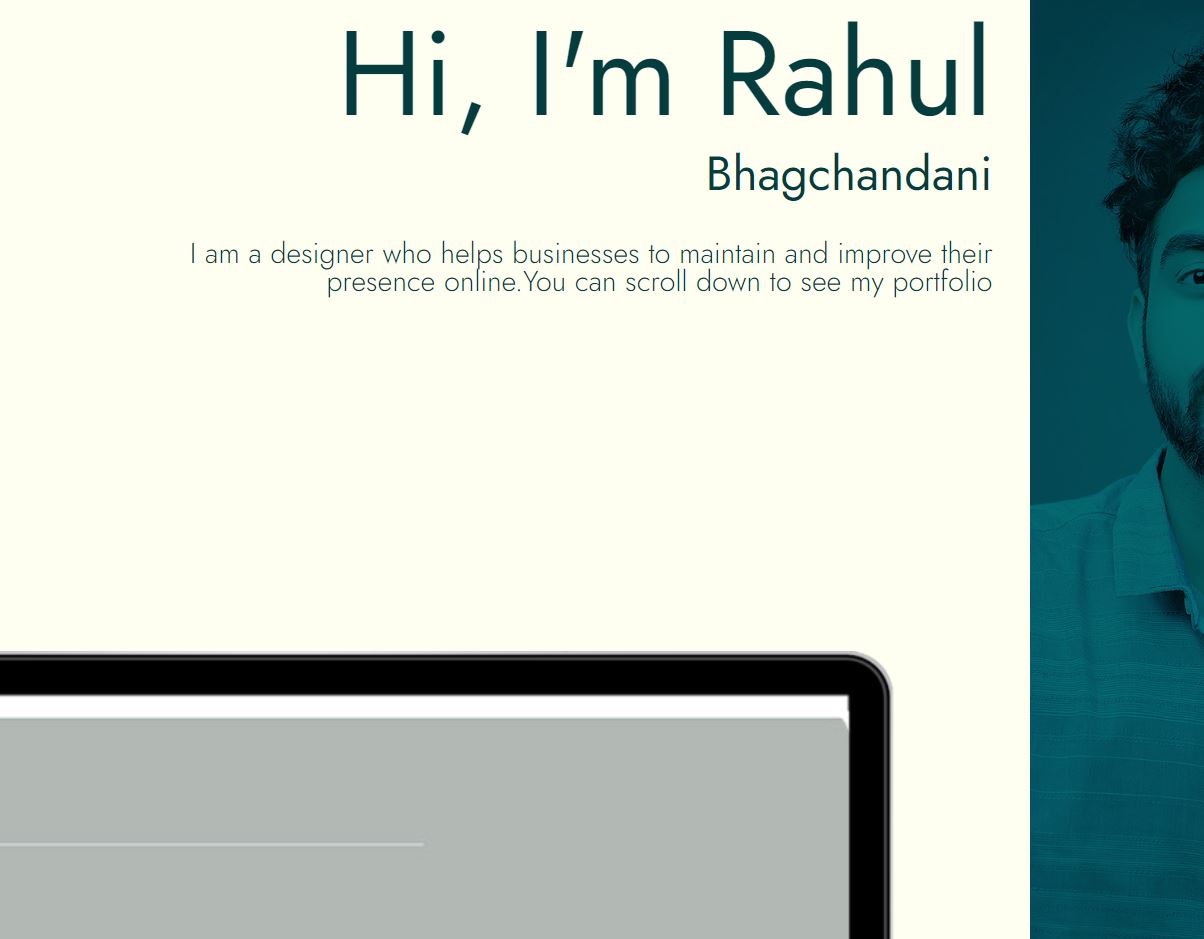 Hi, I'm Rahul
Bhagchandani
I am a designer who helps businesses to maintain and improve their
presence online.You can scroll down to see my portfolio